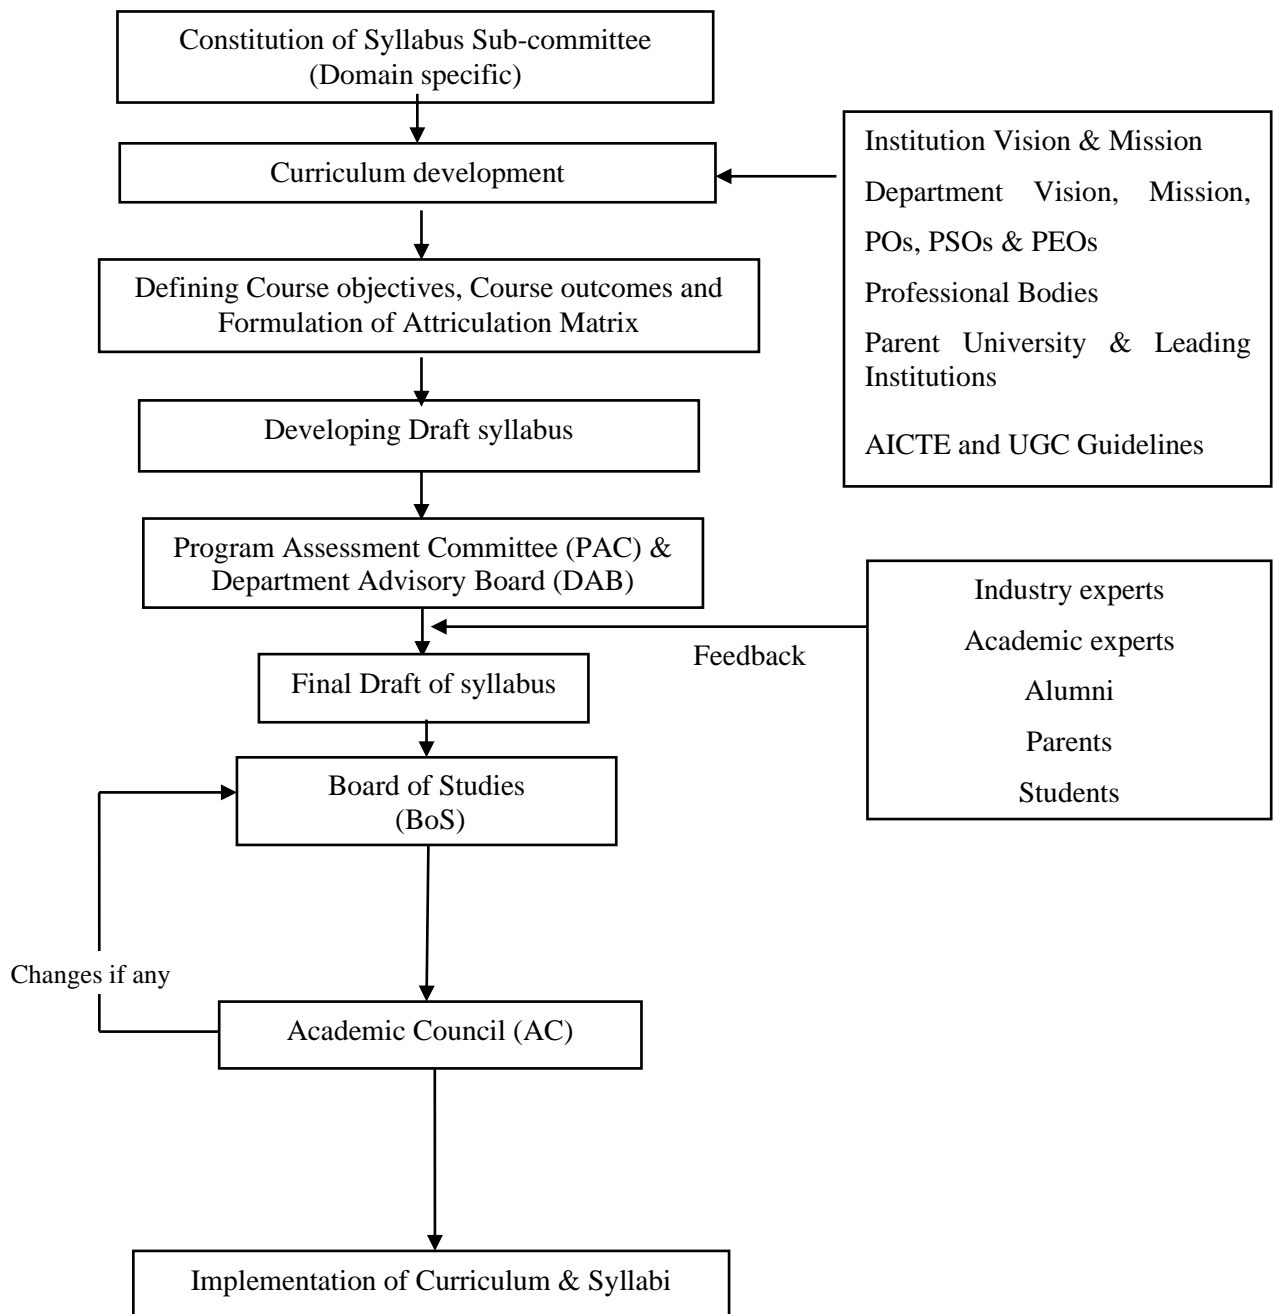 Constitution of Syllabus Sub-committee
(Domain specific)
Curriculum development
Institution Vision & Mission
Department Vision, Mission,
POs, PSOs & PEOs
Professional Bodies
Parent University & Leading
Institutions
AICTE and UGC Guidelines
Defining Course objectives, Course outcomes and
Formulation of Attriculation Matrix
Developing Draft syllabus
Program Assessment Committee (PAC) &
Department Advisory Board (DAB)
Industry experts
Academic experts
Alumni
Parents
Students
Feedback
Final Draft of syllabus
Board of Studies
(BoS)
Changes if any
Academic Council (AC)
Implementation of Curriculum & Syllabi